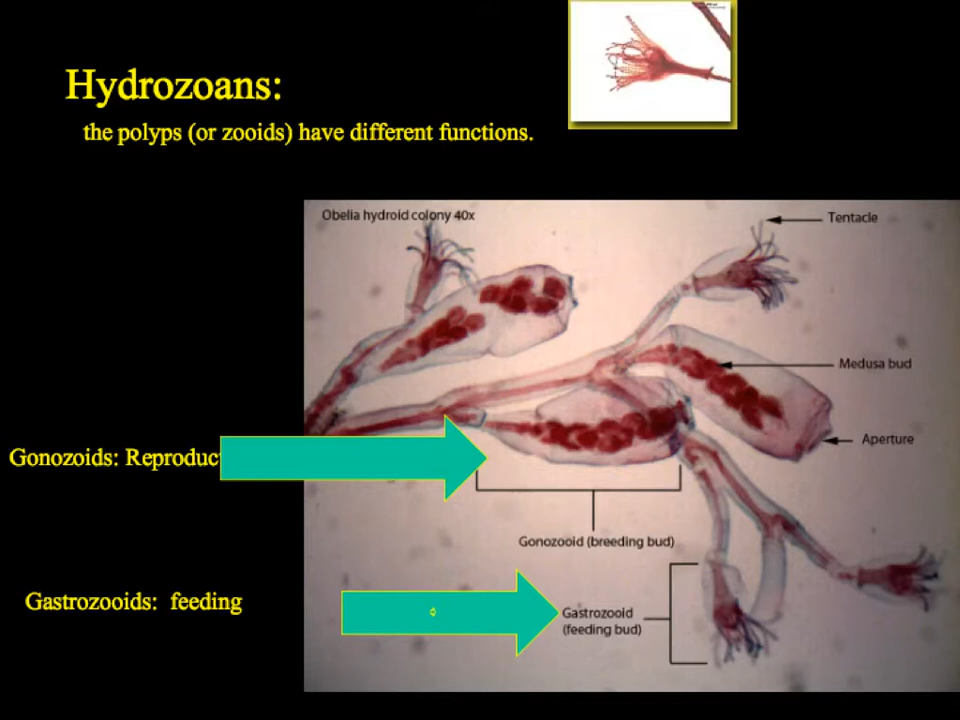 Hydrozoans:
the polyps (or zooids) have different functions.
Obelia hydroid colony 40x
Tentacle
Medusa bud
Aperture
Gonozoids: Reproduc
Gonozooid (breeding bud)
Gastrozooids: feeding
Gastrozooid
(feeding bud)